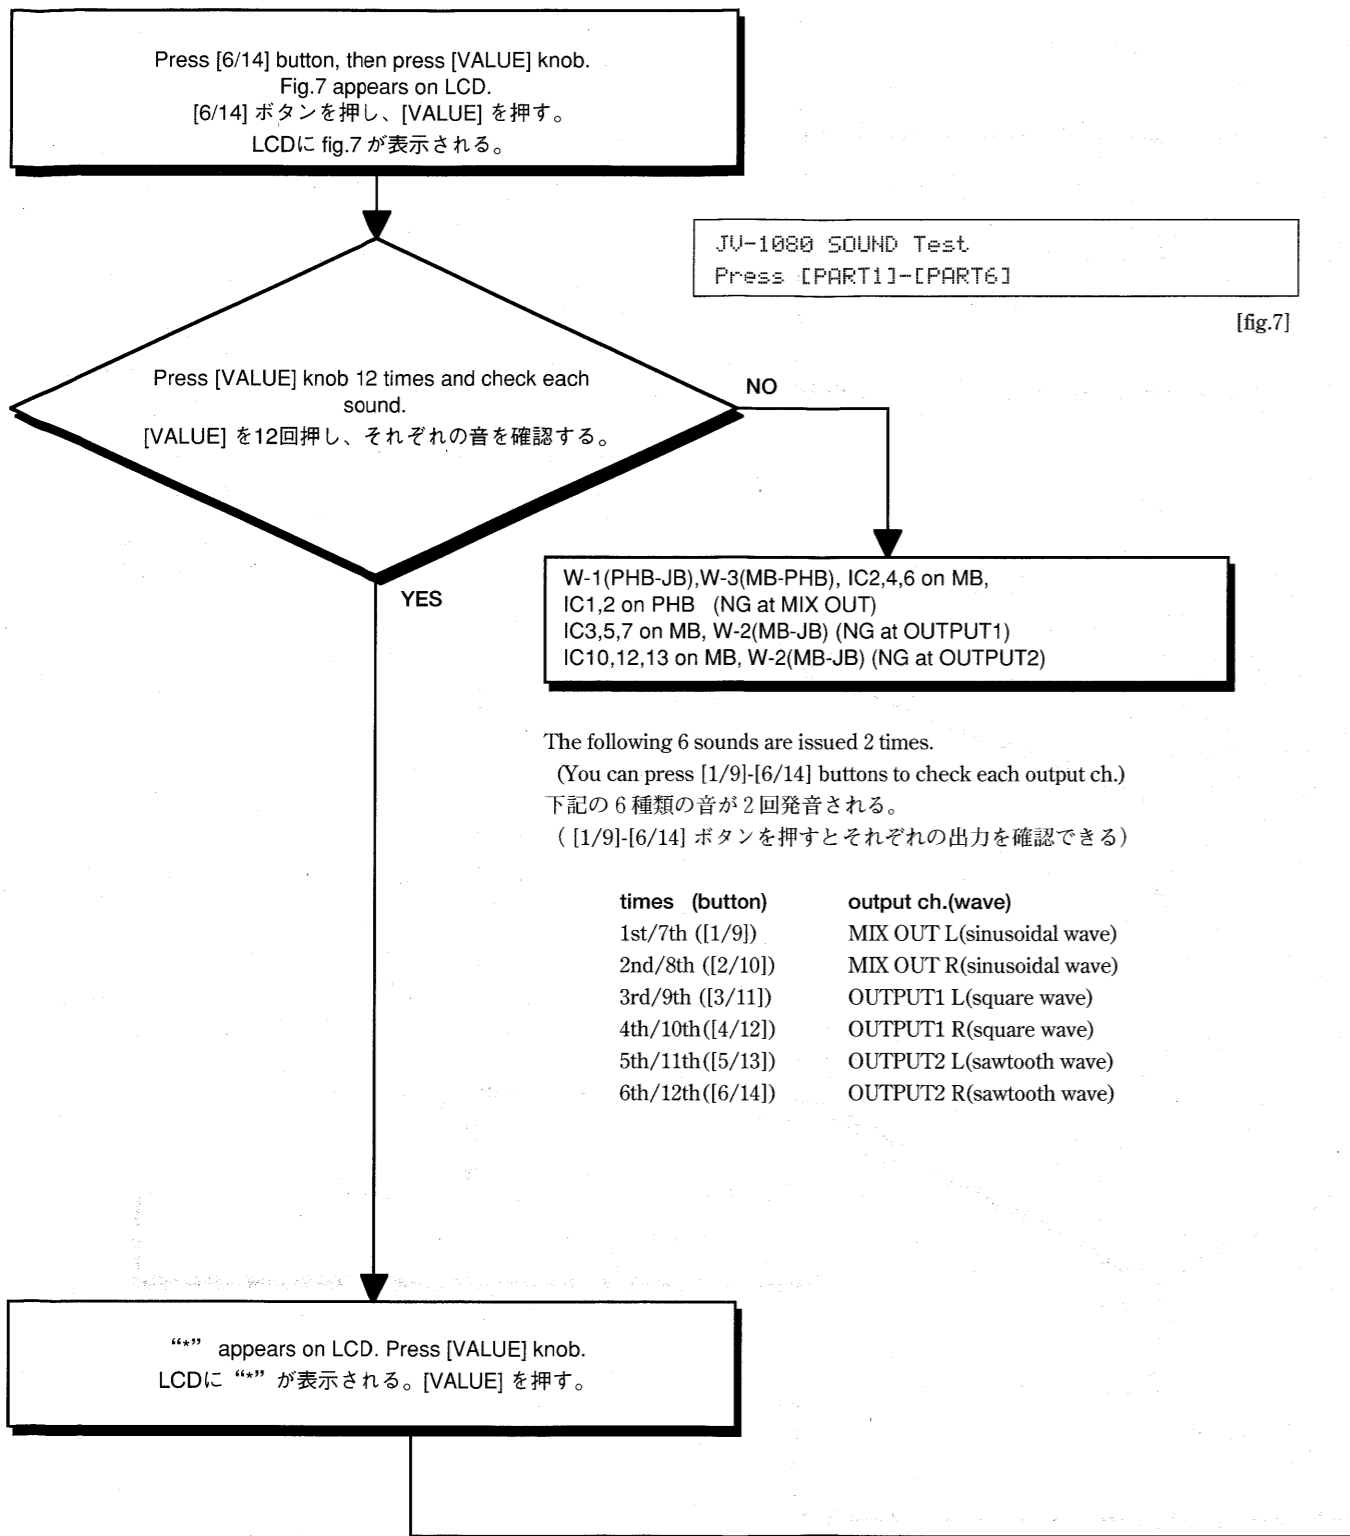 Press [6/14] button, then press [VALUE] knob.
Fig.7 appears on LCD.
[6/14] ボタンを押し、[VALUE] を押す。
LCDに fig.7 が表示される。
JV-1080 SOUND Test
Press [PART1]-[PART6]
[fig.7]
Press [VALUE] knob 12 times and check each
sound.
[VALUE] を12回押し、それぞれの音を確認する。
NO
YES
W-1(PHB-JB),W-3(MB-PHB), IC2,4,6 on MB,
IC1,2 on PHB (NG at MIX OUT)
IC3,5,7 on MB, W-2(MB-JB) (NG at OUTPUT1)
IC10,12,13 on MB, W-2(MB-JB) (NG at OUTPUT2)
The following 6 sounds are issued 2 times.
(You can press [1/9]-[6/14] buttons to check each output ch.)
下記の 6 種類の音が 2 回発音される。
( [1/9]-[6/14] ボタンを押すとそれぞれの出力を確認できる)
times (button) output ch.(wave)
1st/7th ([1/9]) MIX OUT L(sinusoidal wave)
2nd/8th ([2/10]) MIX OUT R(sinusoidal wave)
3rd/9th ([3/11]) OUTPUT1 L(square wave)
4th/10th([4/12]) OUTPUT1 R(square wave)
5th/11th([5/13]) OUTPUT2 L(sawtooth wave)
6th/12th([6/14]) OUTPUT2 R(sawtooth wave)
“*” appears on LCD. Press [VALUE] knob.
LCDに “*” が表示される。[VALUE] を押す。